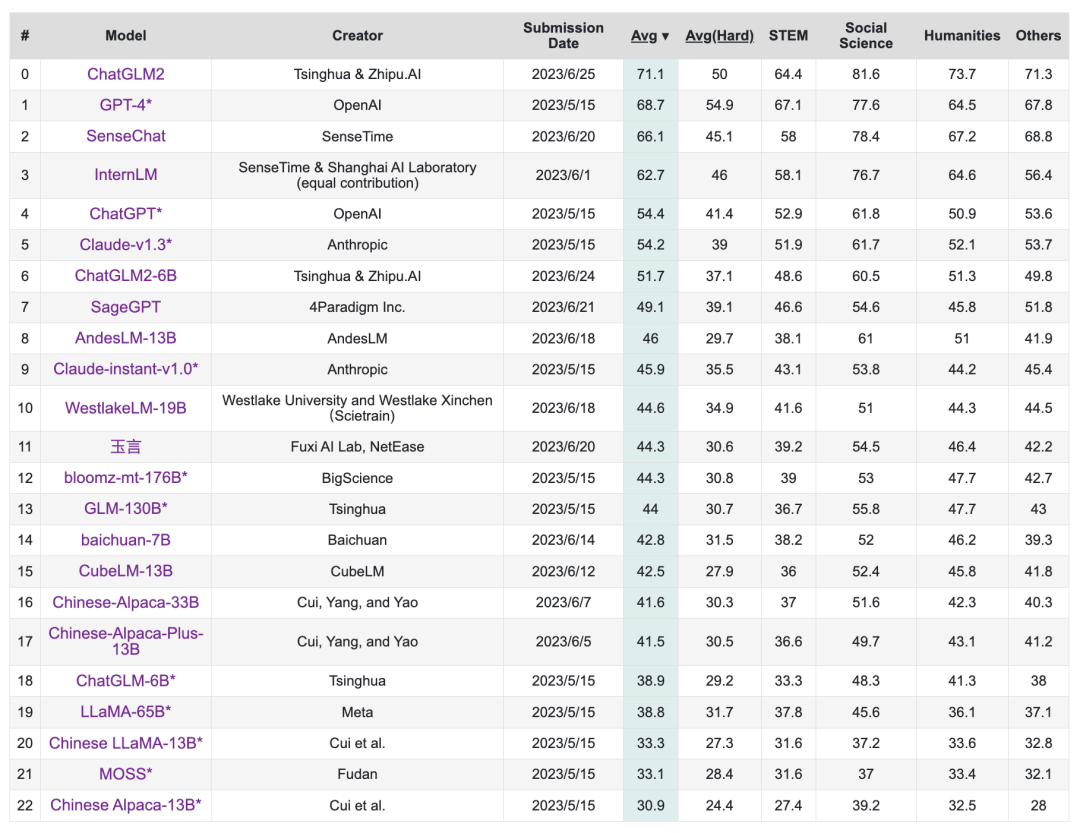 # Model Creator Submission Date Avg ▼ Avg(Hard) STEM Social Science Humanities Others
0 ChatGLM2 Tsinghua & Zhipu.AI 2023/6/25 71.1 50 64.4 81.6 73.7 71.3
1 GPT-4* OpenAI 2023/5/15 68.7 54.9 67.1 77.6 64.5 67.8
2 SenseChat SenseTime 2023/6/20 66.1 45.1 58 78.4 67.2 68.8
3 InternLM SenseTime & Shanghai AI Laboratory (equal contribution) 2023/6/1 62.7 46 58.1 76.7 64.6 56.4
4 ChatGPT* OpenAI 2023/5/15 54.4 41.4 52.9 61.8 50.9 53.6
5 Claude-v1.3* Anthropic 2023/5/15 54.2 39 51.9 61.7 52.1 53.7
6 ChatGLM2-6B Tsinghua & Zhipu.AI 2023/6/24 51.7 37.1 48.6 60.5 51.3 49.8
7 SageGPT 4Paradigm Inc. 2023/6/21 49.1 39.1 46.6 54.6 45.8 51.8
8 AndesLM-13B AndesLM 2023/6/18 46 29.7 38.1 61 51 41.9
9 Claude-instant-v1.0* Anthropic 2023/5/15 45.9 35.5 43.1 53.8 44.2 45.4
10 WestlakeLM-19B Westlake University and Westlake Xinchen (Scietrain) 2023/6/18 44.6 34.9 41.6 51 44.3 44.5
11 玉言 Fuxi AI Lab, NetEase 2023/6/20 44.3 30.6 39.2 54.5 46.4 42.2
12 bloomz-mt-176B* BigScience 2023/5/15 44.3 30.8 39 53 47.7 42.7
13 GLM-130B* Tsinghua 2023/5/15 44 30.7 36.7 55.8 47.7 43
14 baichuan-7B Baichuan 2023/6/14 42.8 31.5 38.2 52 46.2 39.3
15 CubeLM-13B CubeLM 2023/6/12 42.5 27.9 36 52.4 45.8 41.8
16 Chinese-Alpaca-33B Cui, Yang, and Yao 2023/6/7 41.6 30.3 37 51.6 42.3 40.3
17 Chinese-Alpaca-Plus-13B Cui, Yang, and Yao 2023/6/5 41.5 30.5 36.6 49.7 43.1 41.2
18 ChatGLM-6B* Tsinghua 2023/5/15 38.9 29.2 33.3 48.3 41.3 38
19 LLaMA-65B* Meta 2023/5/15 38.8 31.7 37.8 45.6 36.1 37.1
20 Chinese LLaMA-13B* Cui et al. 2023/5/15 33.3 27.3 31.6 37.2 33.6 32.8
21 MOSS* Fudan 2023/5/15 33.1 28.4 31.6 37 33.4 32.1
22 Chinese Alpaca-13B* Cui et al. 2023/5/15 30.9 24.4 27.4 39.2 32.5 28